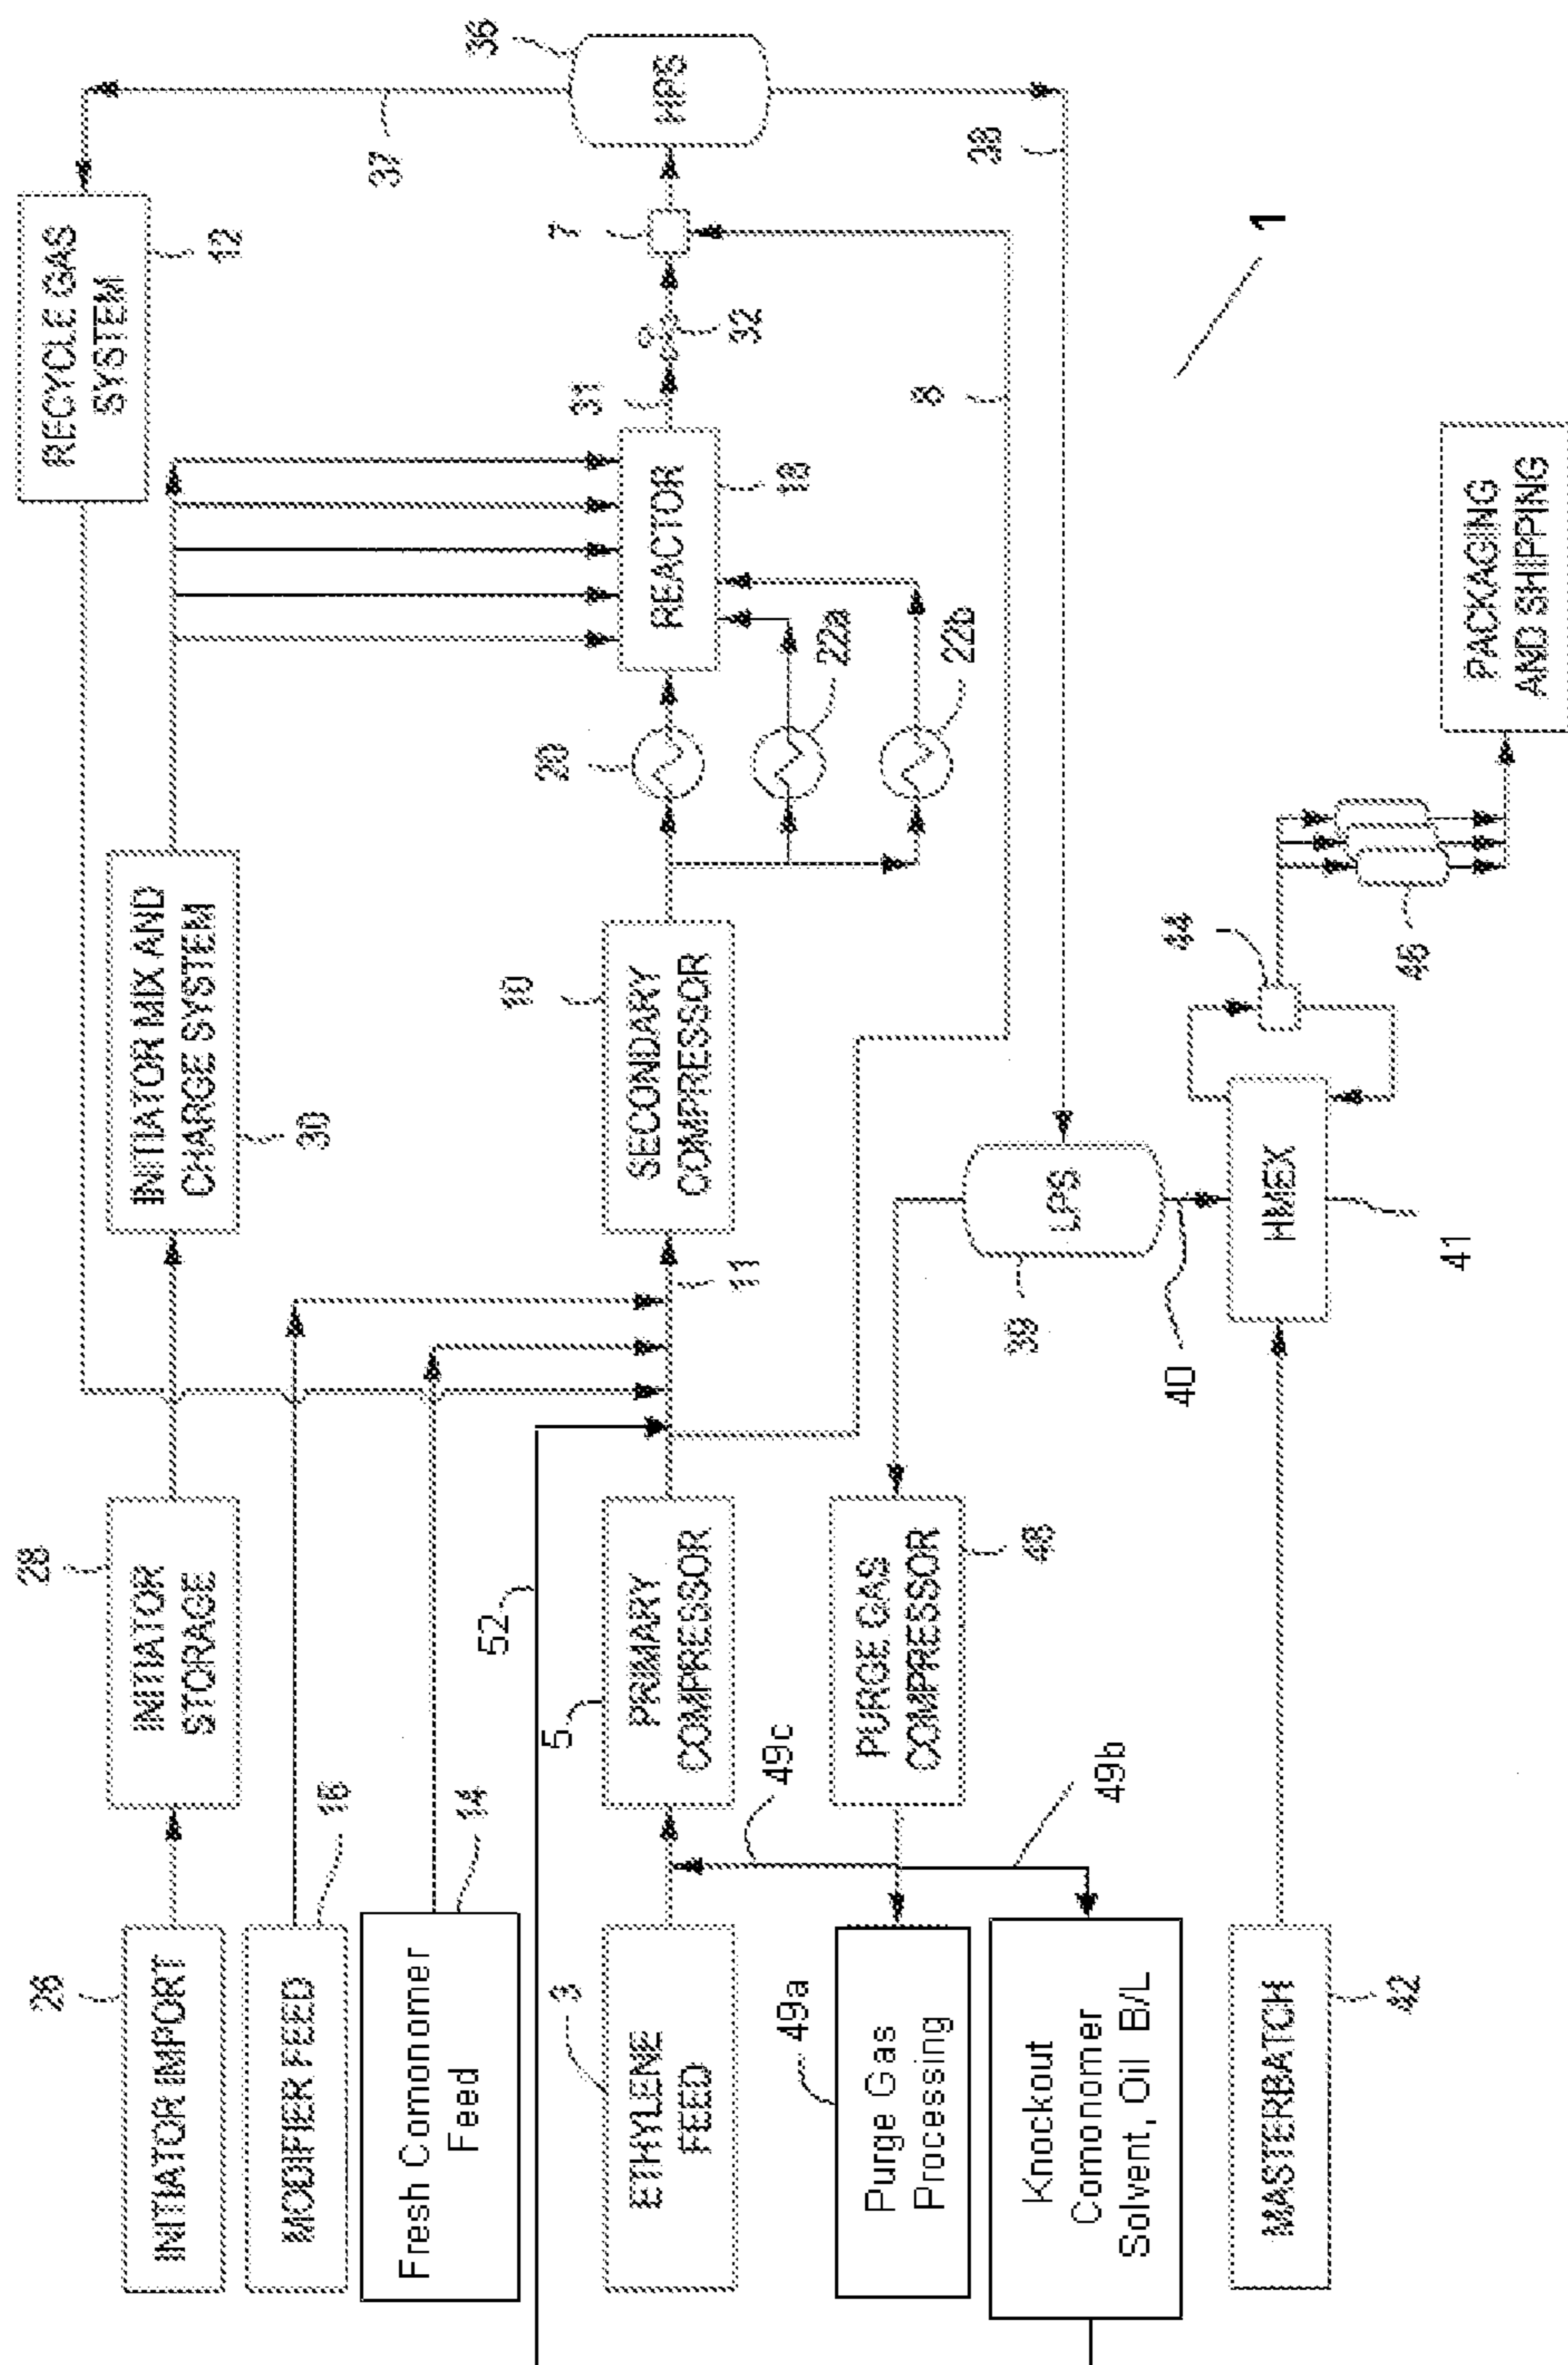 26
INITIATOR IMPORT
28
INITIATOR
STORAGE
INITIATOR MIX AND
CHARGE SYSTEM
30
RECYCLE GAS
SYSTEM
12
37
36
HPS
MODIFIER FEED
Fresh Comonomer
Feed
14
52
3
ETHYLENE
FEED
5
PRIMARY
COMPRESSOR
11
10
SECONDARY
COMPRESSOR
20
22a
22b
REACTOR
31
32
7
8
1
49a
Purge Gas
Processing
49c
49b
PURGE GAS
COMPRESSOR
48
39
LPS
40
Knockout
Comonomer
Solvent, Oil B/L
MASTERBATCH
42
HMEX
41
44
46
PACKAGING
AND SHIPPING